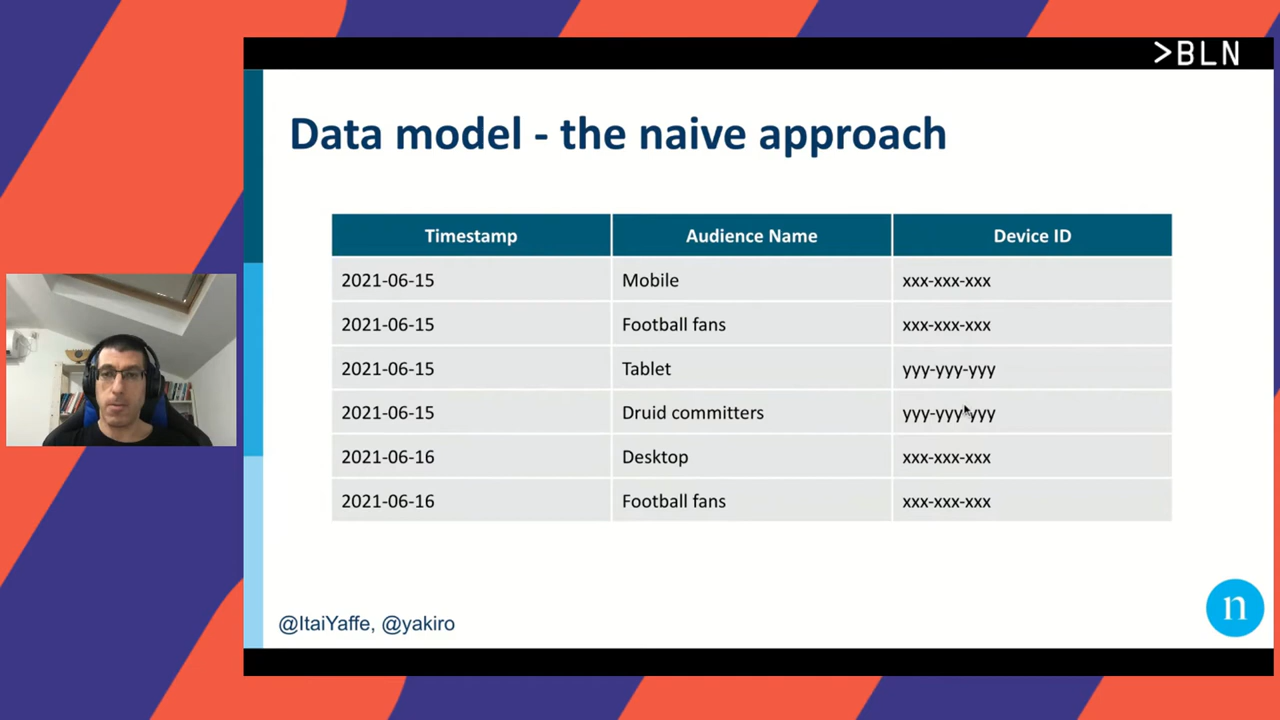 >BLN
Data model - the naive approach
Timestamp Audience Name Device ID
2021-06-15 Mobile xxx-xxx-xxx
2021-06-15 Football fans xxx-xxx-xxx
2021-06-15 Tablet yyy-yyy-yyy
2021-06-15 Druid committers yyy-yyy-yyy
2021-06-16 Desktop xxx-xxx-xxx
2021-06-16 Football fans xxx-xxx-xxx
@ItaiYaffe, @yakiro
n